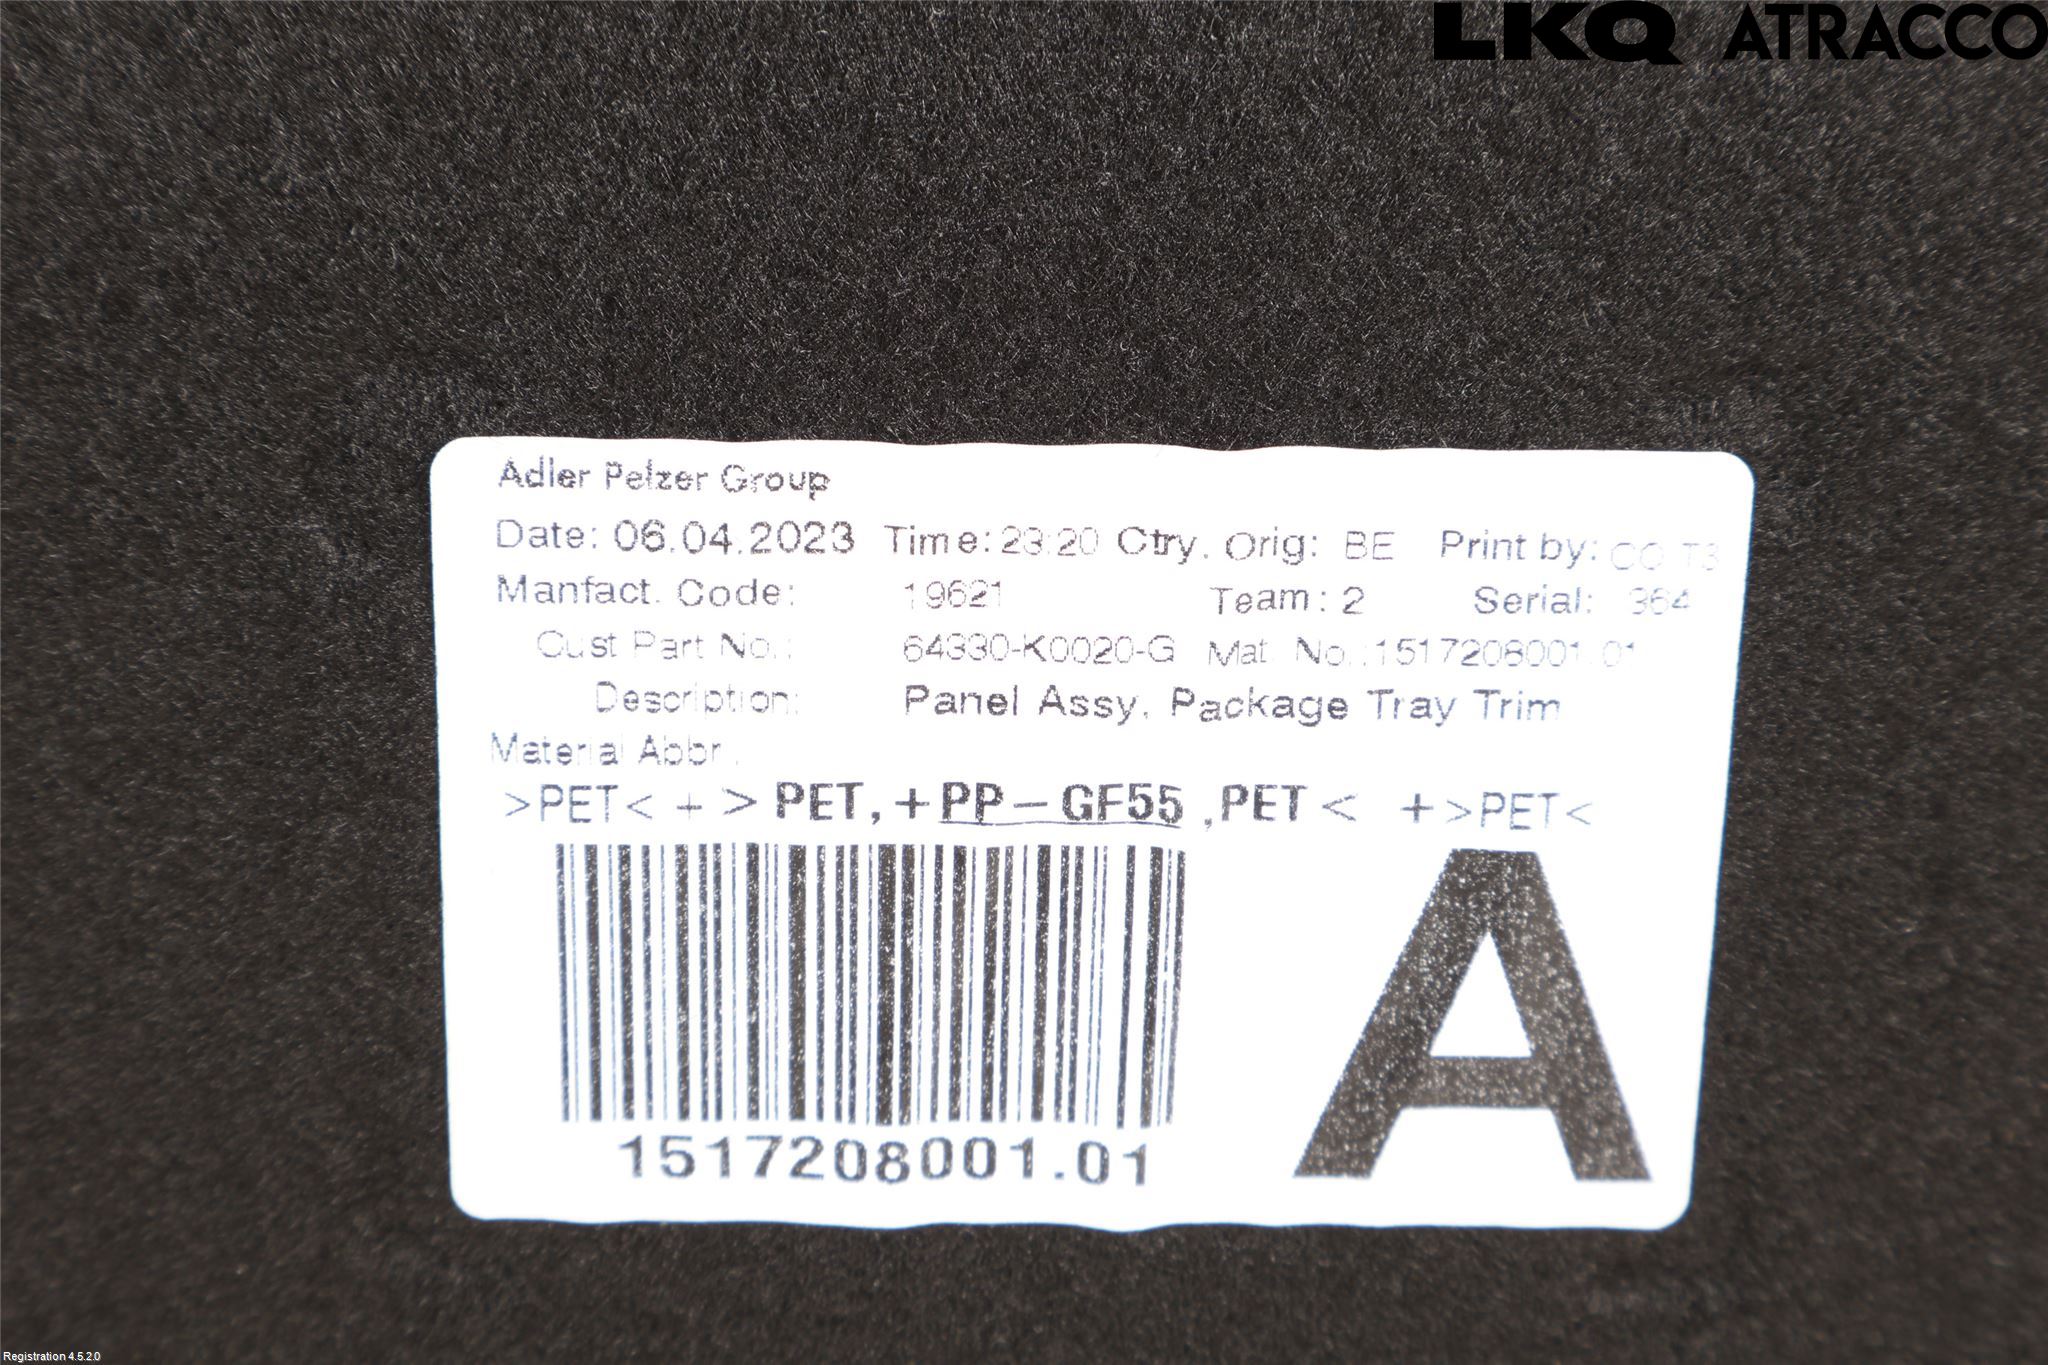 LKQ ATRACCO
Adler Pelzer Group
Date: 06.04.2023 Time: 23:20 Ctry. Orig: BE Print by: CO T3
Manfact. Code: 19621 Team: 2 Serial: 364
Cust Part No.: 64330-K0020-G Mat. No.:1517208001.01
Description: Panel Assy, Package Tray Trim
Material Abbr.
>PET< + > PET,+PP-GF55 ,PET < +>PET<
1517208001.01
A
Registration 4.5.2.0